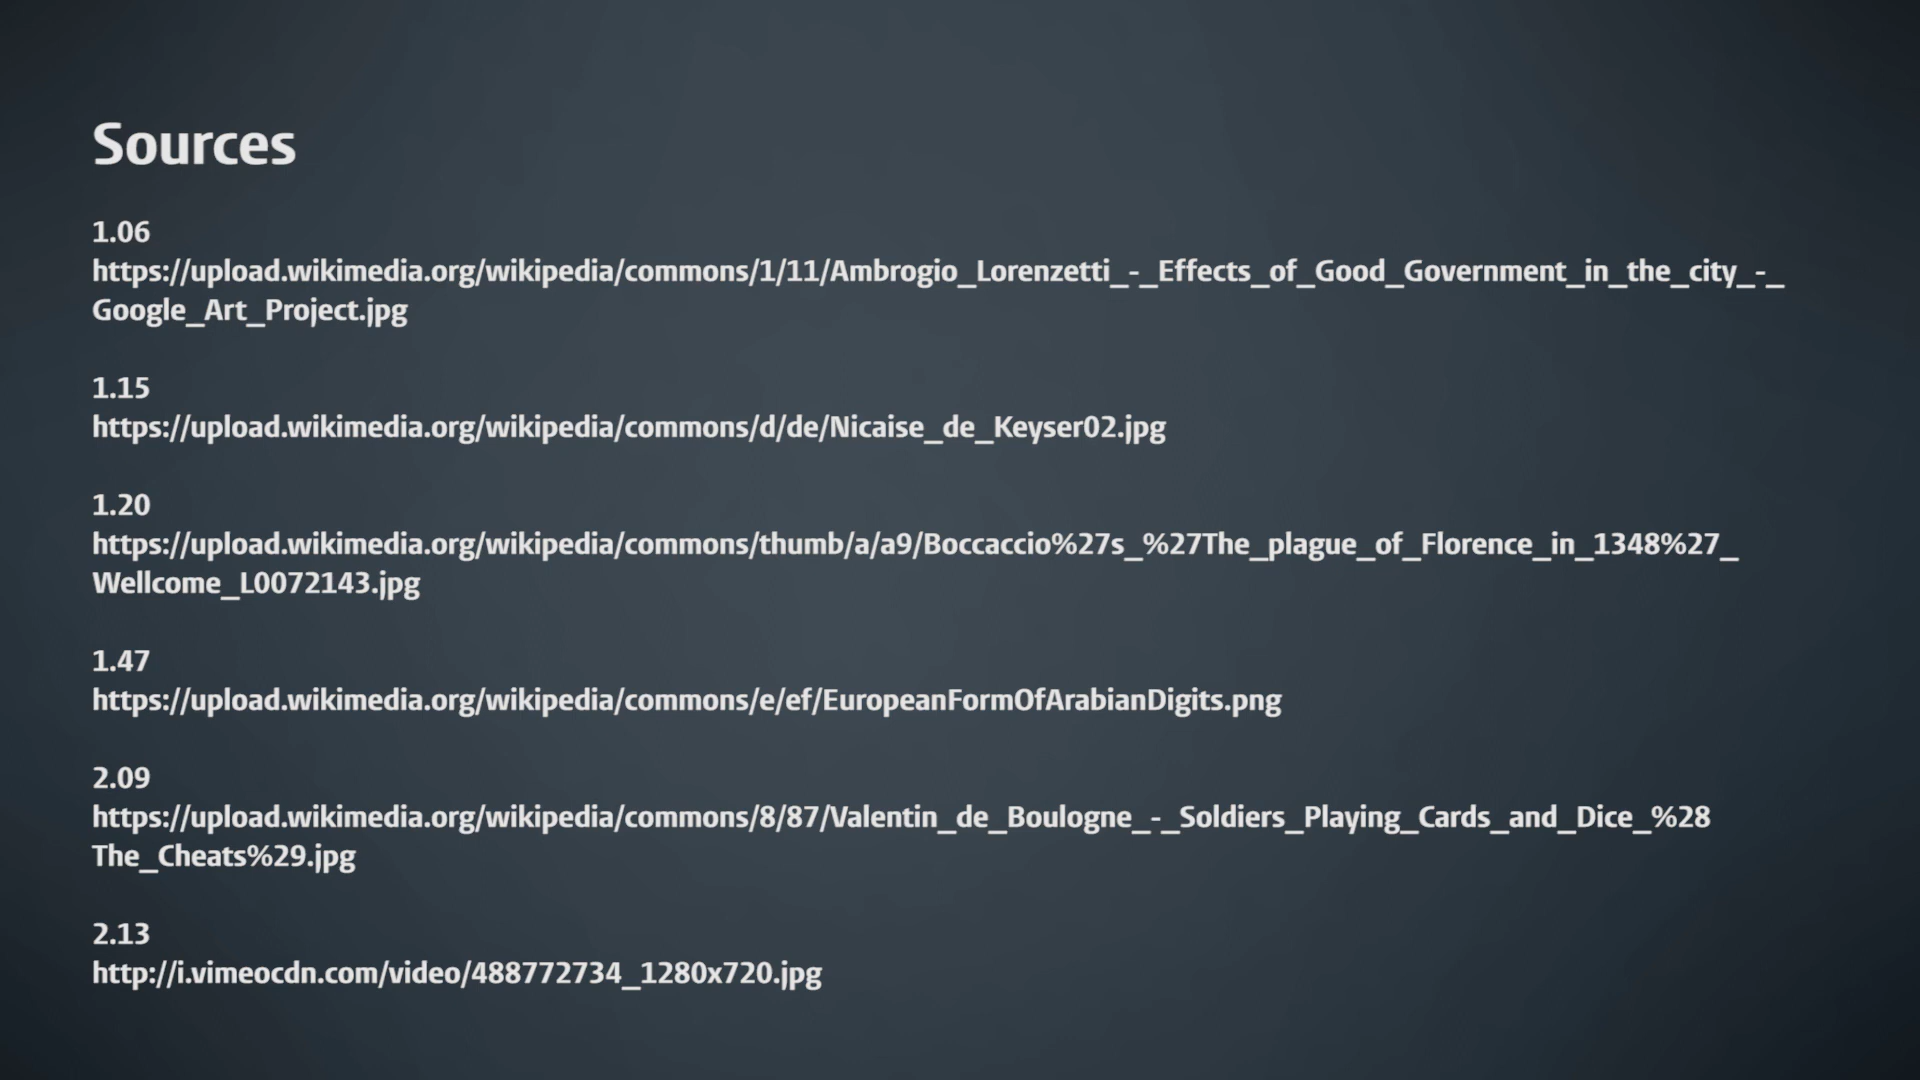 Sources
1.06
https://upload.wikimedia.org/wikipedia/commons/1/11/Ambrogio_Lorenzetti_-_Effects_of_Good_Government_in_the_city_-_
Google_Art_Project.jpg
1.15
https://upload.wikimedia.org/wikipedia/commons/d/de/Nicaise_de_Keyser02.jpg
1.20
https://upload.wikimedia.org/wikipedia/commons/thumb/a/a9/Boccaccio%27s_%27The_plague_of_Florence_in_1348%27_
Wellcome_L0072143.jpg
1.47
https://upload.wikimedia.org/wikipedia/commons/e/ef/EuropeanFormOfArabianDigits.png
2.09
https://upload.wikimedia.org/wikipedia/commons/8/87/Valentin_de_Boulogne_-_Soldiers_Playing_Cards_and_Dice_%28
The_Cheats%29.jpg
2.13
http://i.vimeocdn.com/video/488772734_1280x720.jpg